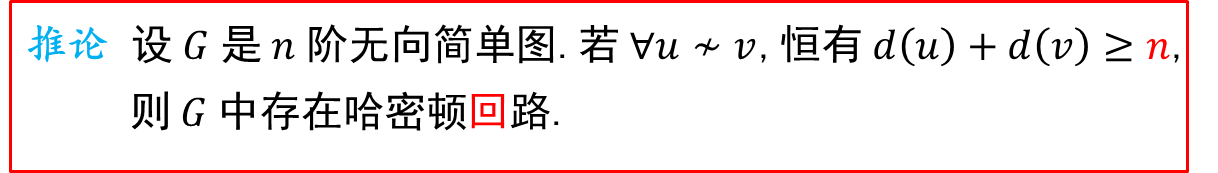 推论 设 G 是 n 阶无向简单图. 若 ∀u ≁ v, 恒有 d(u) + d(v) ≥ n,
则 G 中存在哈密顿回路.